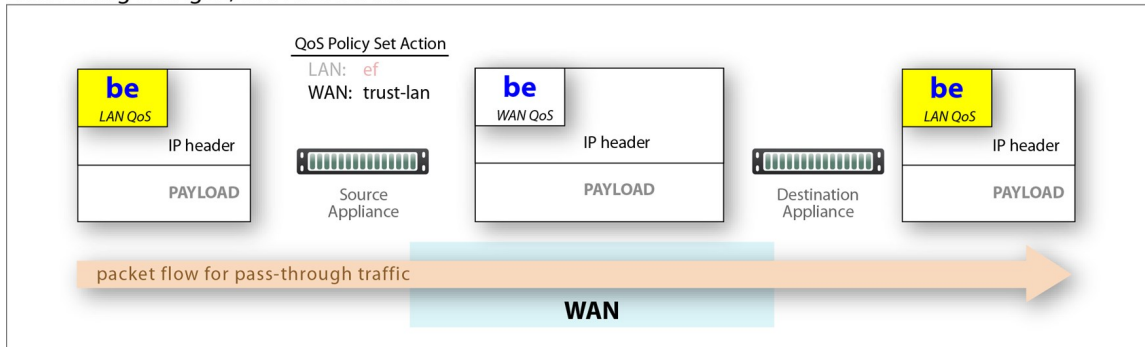 QoS Policy Set Action
LAN: ef
WAN: trust-lan
be
LAN QoS
IP header
PAYLOAD
Source
Appliance
be
WAN QoS
IP header
PAYLOAD
Destination
Appliance
be
LAN QoS
IP header
PAYLOAD
packet flow for pass-through traffic
WAN